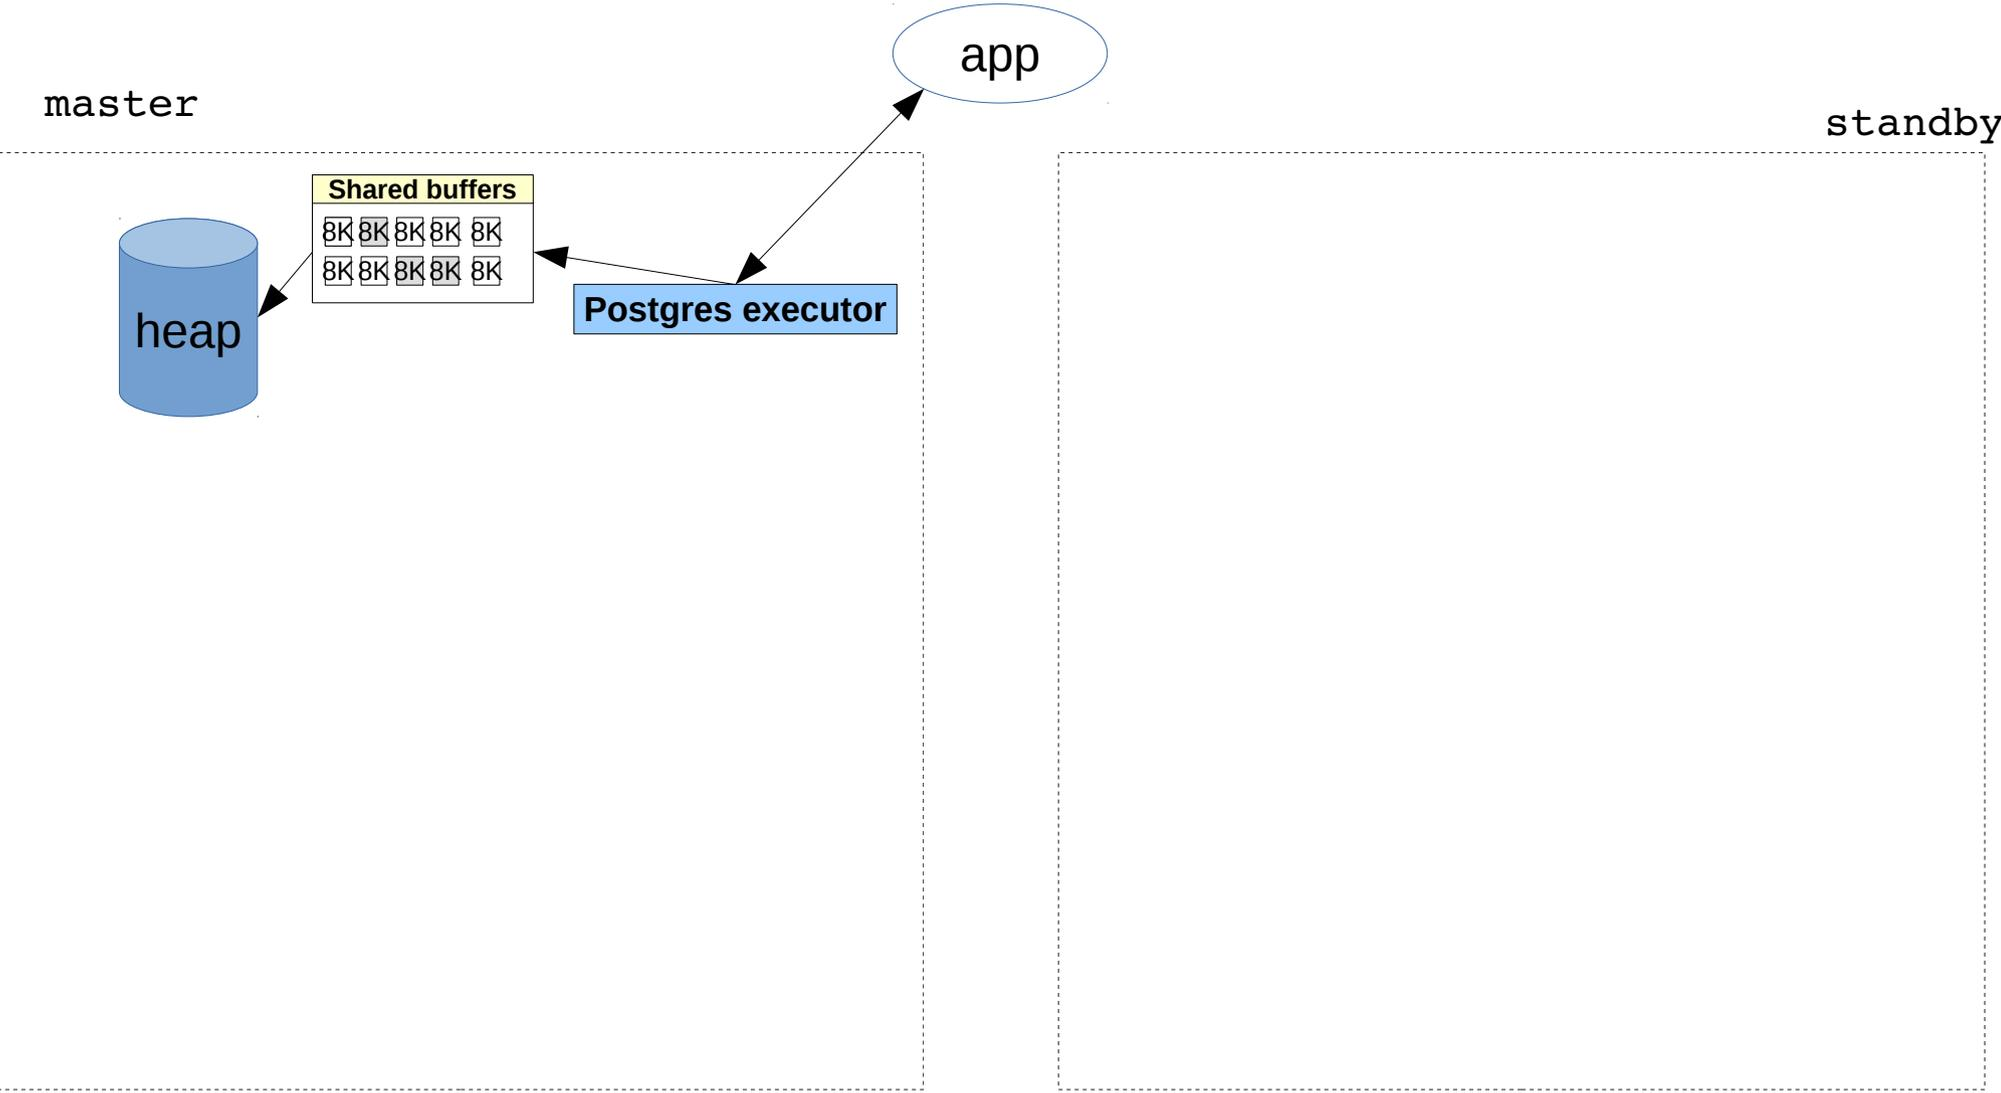 app
master
standby
Shared buffers
8K 8K 8K 8K 8K
8K 8K 8K 8K 8K
Postgres executor
heap